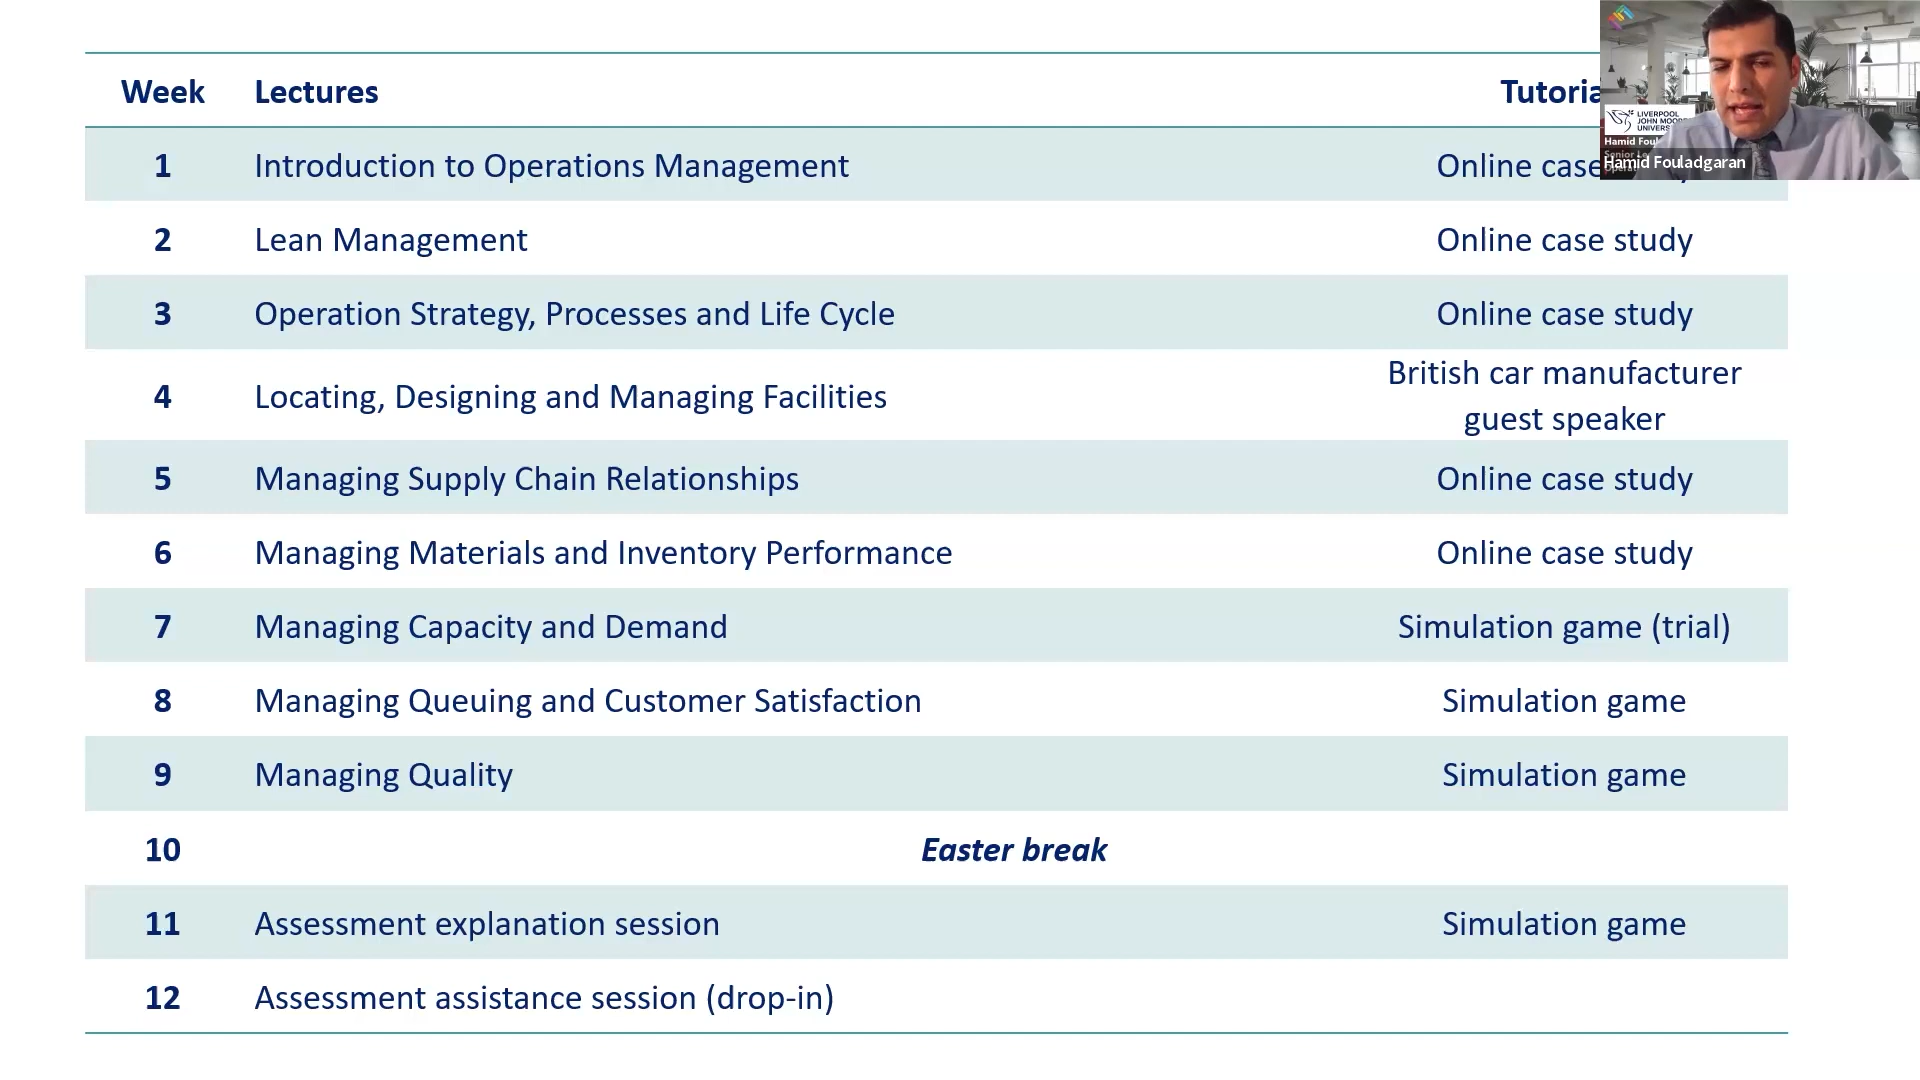 Week Lectures
1 Introduction to Operations Management Online case
2 Lean Management Online case study
3 Operation Strategy, Processes and Life Cycle Online case study
4 Locating, Designing and Managing Facilities British car manufacturer
guest speaker
5 Managing Supply Chain Relationships Online case study
6 Managing Materials and Inventory Performance Online case study
7 Managing Capacity and Demand Simulation game (trial)
8 Managing Queuing and Customer Satisfaction Simulation game
9 Managing Quality Simulation game
10 Easter break
11 Assessment explanation session Simulation game
12 Assessment assistance session (drop-in)
LIVERPOOL
JOHN
Hamid
Hamid Fouladgaran